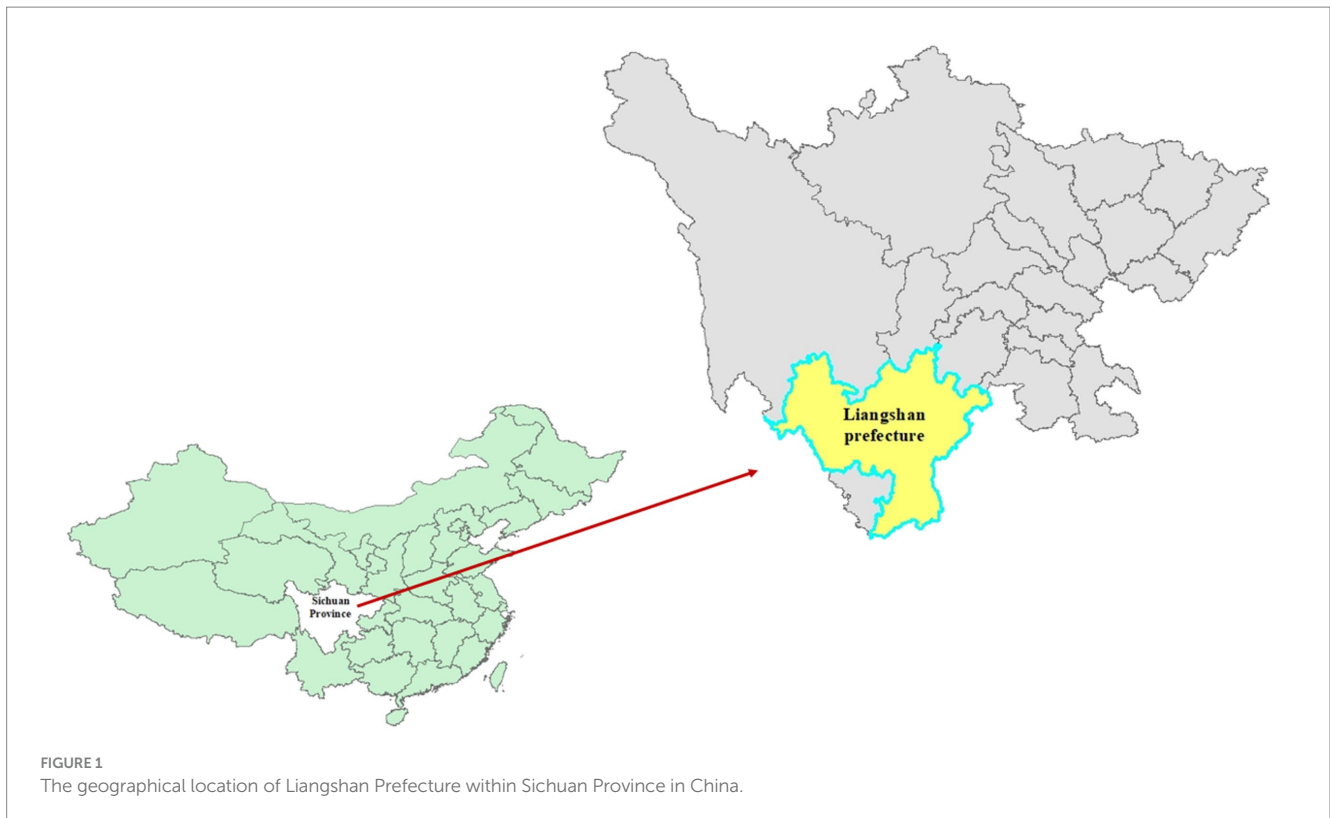 Liangshan
prefecture
Sichuan
Province
FIGURE 1
The geographical location of Liangshan Prefecture within Sichuan Province in China.